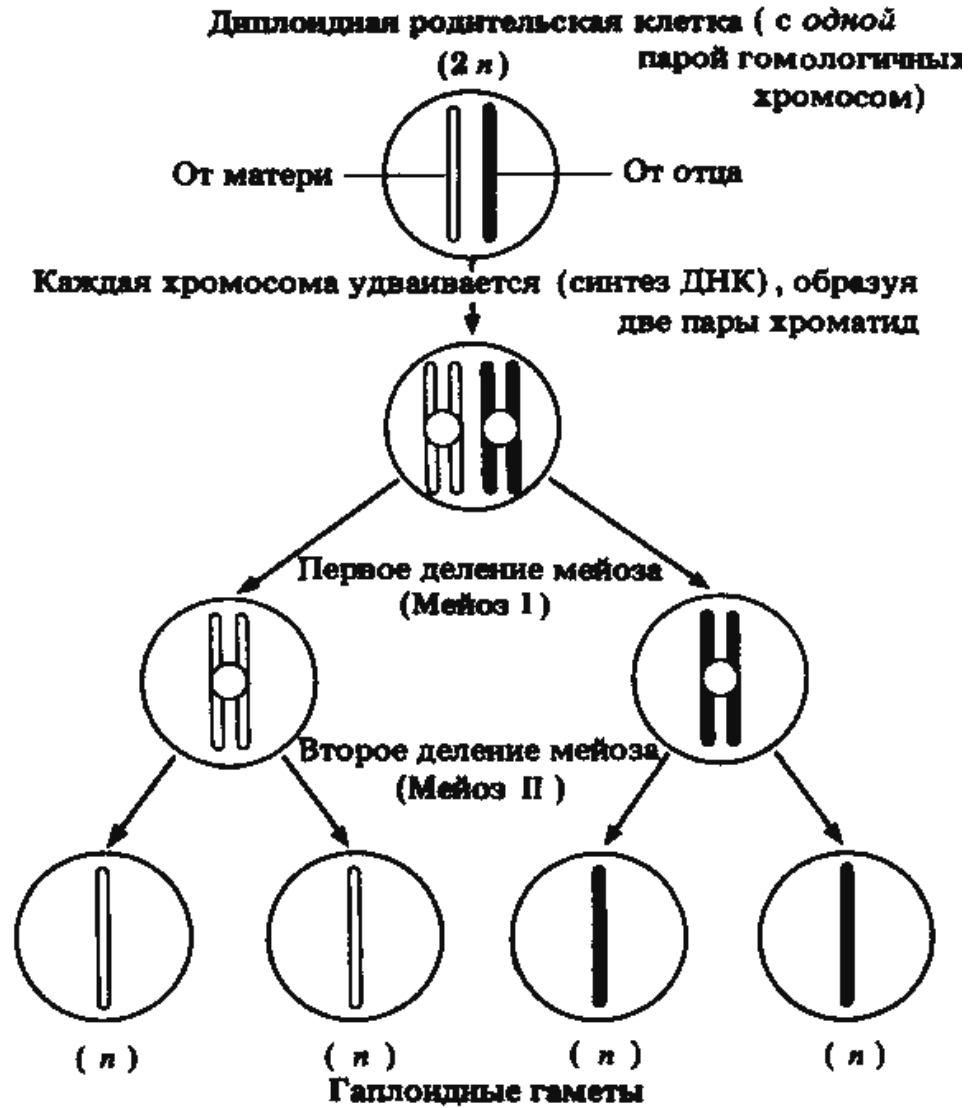 Диплоидная родительская клетка ( с одной
(2 n)
парой гомологичных
хромосом)
От матери
От отца
Каждая хромосома удваивается (синтез ДНК), образуя
две пары хроматид
Первое деление мейоза
(Мейоз I)
Второе деление мейоза
(Мейоз II )
( n )
( n )
( n )
( n )
Гаплоидные гаметы